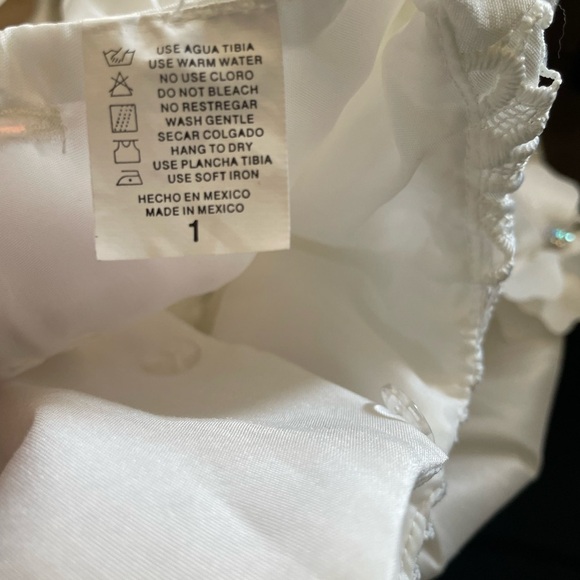 USE AGUA TIBIA
USE WARM WATER
NO USE CLORO
DO NOT BLEACH
NO RESTREGAR
WASH GENTLE
SECAR COLGADO
HANG TO DRY
USE PLANCHA TIBIA
USE SOFT IRON
HECHO EN MEXICO
MADE IN MEXICO
1